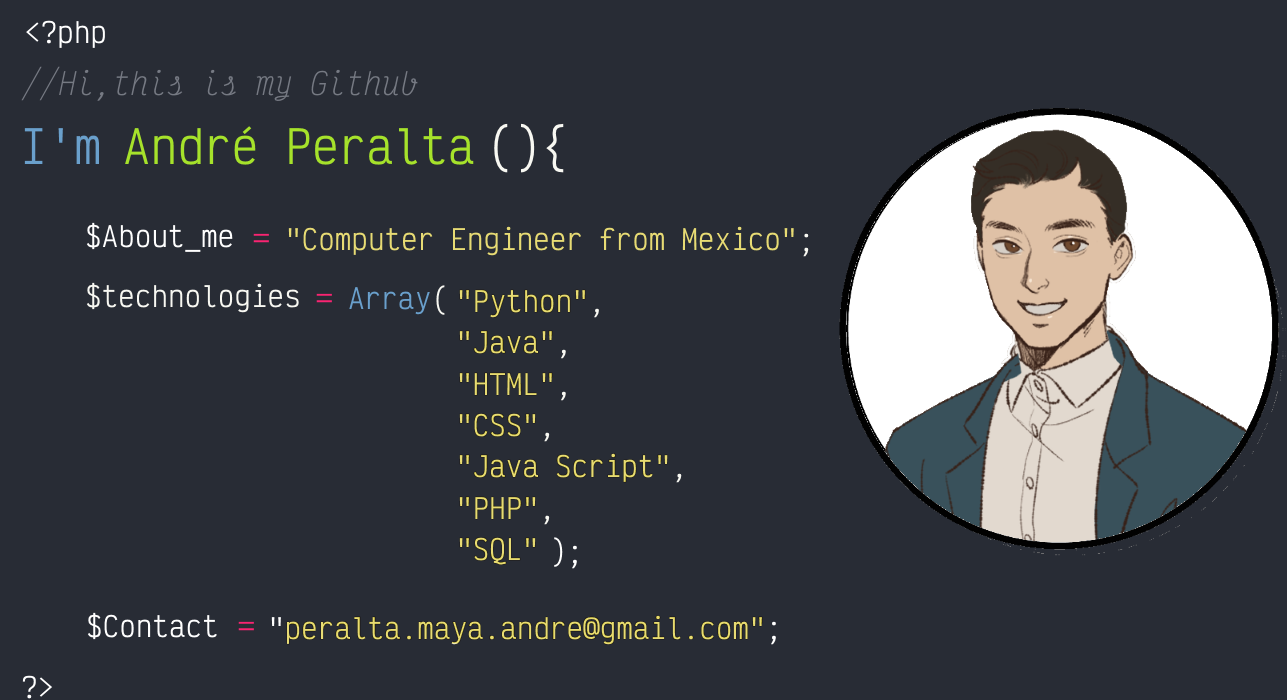 <?php
//Hi,this is my Github
I'm André Peralta (){
$About_me = "Computer Engineer from Mexico";
$technologies = Array( "Python",
"Java",
"HTML",
"CSS",
"Java Script",
"PHP",
"SQL" );
$Contact = "peralta.maya.andre@gmail.com";
?>